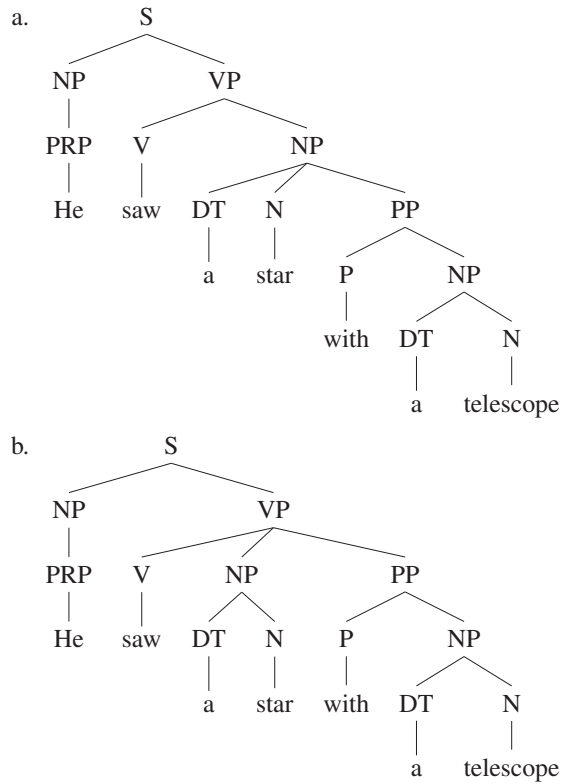 a. S
NP VP
PRP V NP
He saw DT N PP
a star P NP
with DT N
a telescope
b. S
NP VP
PRP V NP PP
He saw DT N P NP
a star with DT N
a telescope